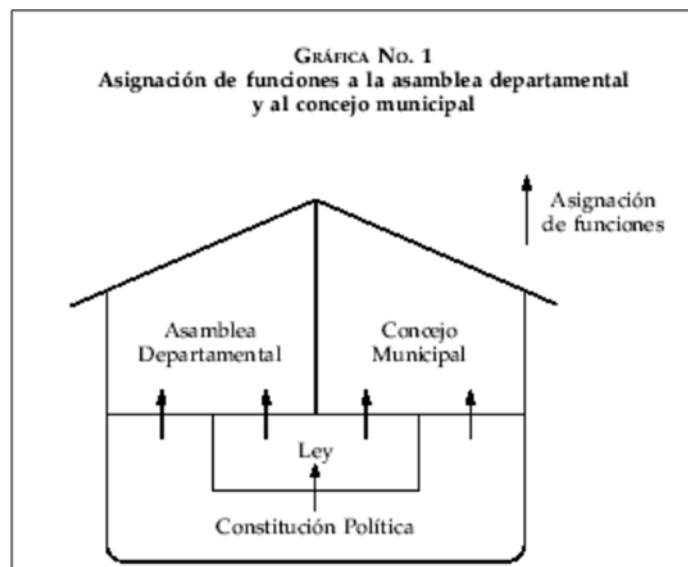 GRÁFICA NO. 1
Asignación de funciones a la asamblea departamental
y al concejo municipal
Asignación
de funciones
Asamblea
Departamental
Concejo
Municipal
Ley
Constitución Política